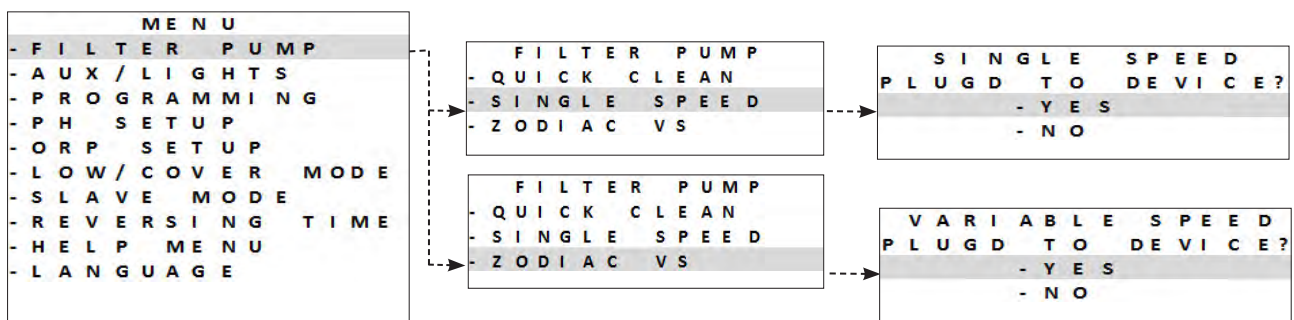 MENU
- FILTER PUMP
- AUX/LIGHTS
- PROGRAMMING
- PH SETUP
- ORP SETUP
- LOW/COVER MODE
- SLAVE MODE
- REVERSING TIME
- HELP MENU
- LANGUAGE
FILTER PUMP
- QUICK CLEAN
- SINGLE SPEED
- ZODIAC VS
SINGLE SPEED
PLUGD TO DEVICE?
- YES
- NO
FILTER PUMP
- QUICK CLEAN
- SINGLE SPEED
- ZODIAC VS
VARIABLE SPEED
PLUGD TO DEVICE?
- YES
- NO